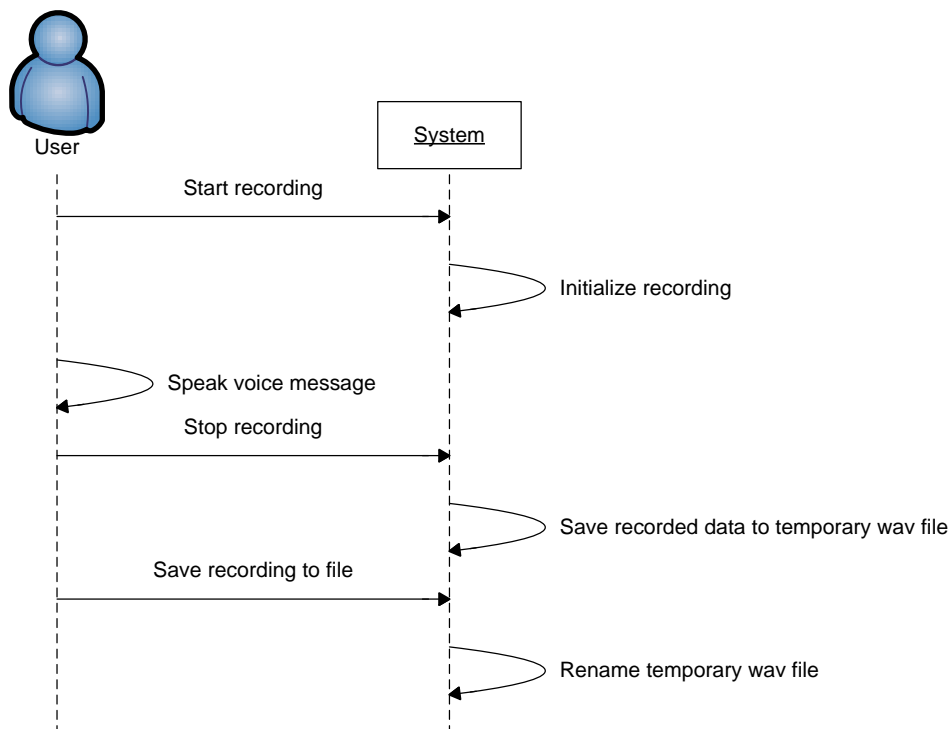 User
System
Start recording
Initialize recording
Speak voice message
Stop recording
Save recorded data to temporary wav file
Save recording to file
Rename temporary wav file